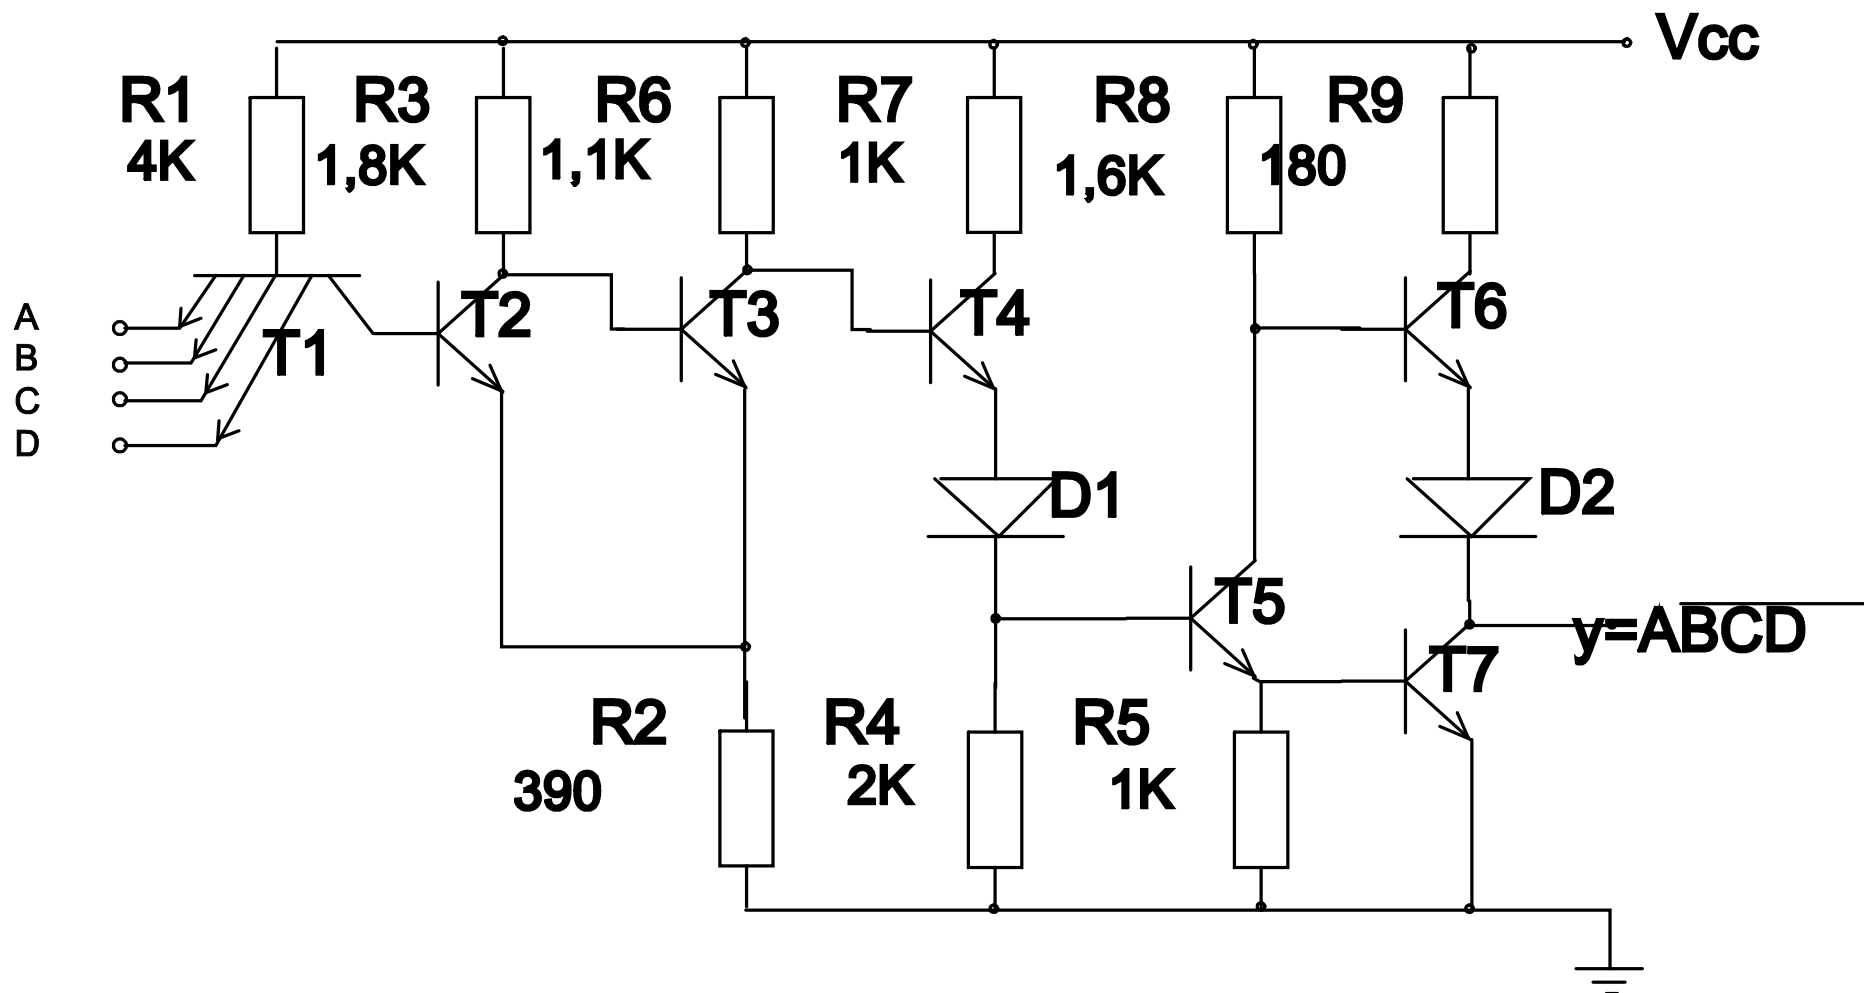 Vcc
R1
4K
R3
1,8K
R6
1,1K
R7
1K
R8
1,6K
R9
180
A
B
C
D
T1
T2
T3
T4
T6
D1
D2
T5
T7
y=ABCD
R2
390
R4
2K
R5
1K